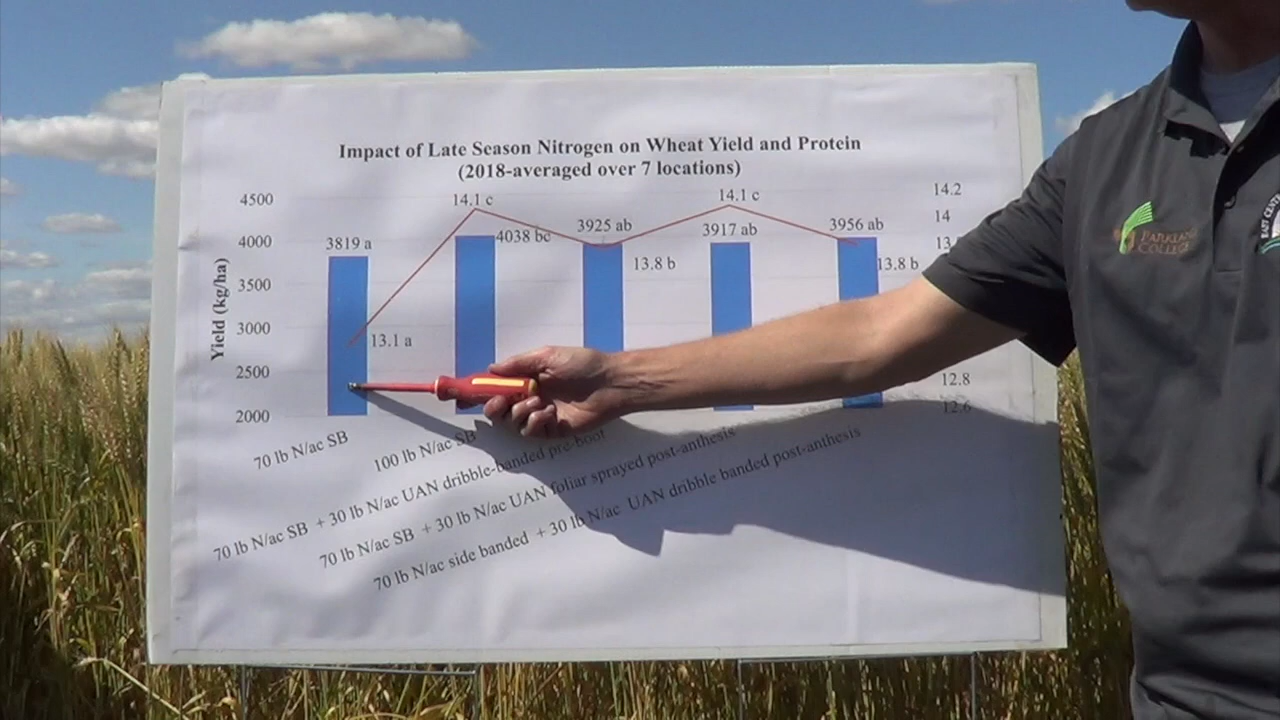 Impact of Late Season Nitrogen on Wheat Yield and Protein
(2018-averaged over 7 locations)
4500
4000
3500
3000
2500
2000
Yield (kg/ha)
3819 a
13.1 a
14.1 c
4038 bc
3925 ab
13.8 b
14.1 c
3917 ab
3956 ab
13.8 b
14.2
14
12.8
12.6
70 lb N/ac SB
100 lb N/ac SB
70 lb N/ac SB + 30 lb N/ac UAN dribble-banded pre-boot
70 lb N/ac SB + 30 lb N/ac UAN foliar sprayed post-anthesis
70 lb N/ac side banded + 30 lb N/ac UAN dribble banded post-anthesis
PARKLAND
COLLEGE